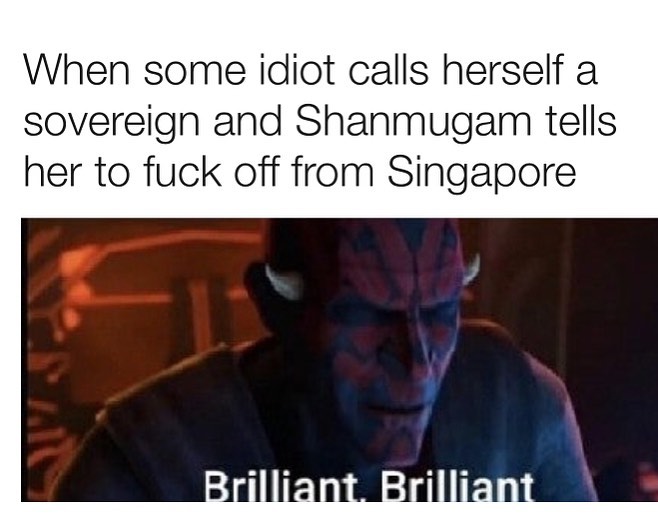 When some idiot calls herself a
sovereign and Shanmugam tells
her to fuck off from Singapore
Brilliant. Brilliant